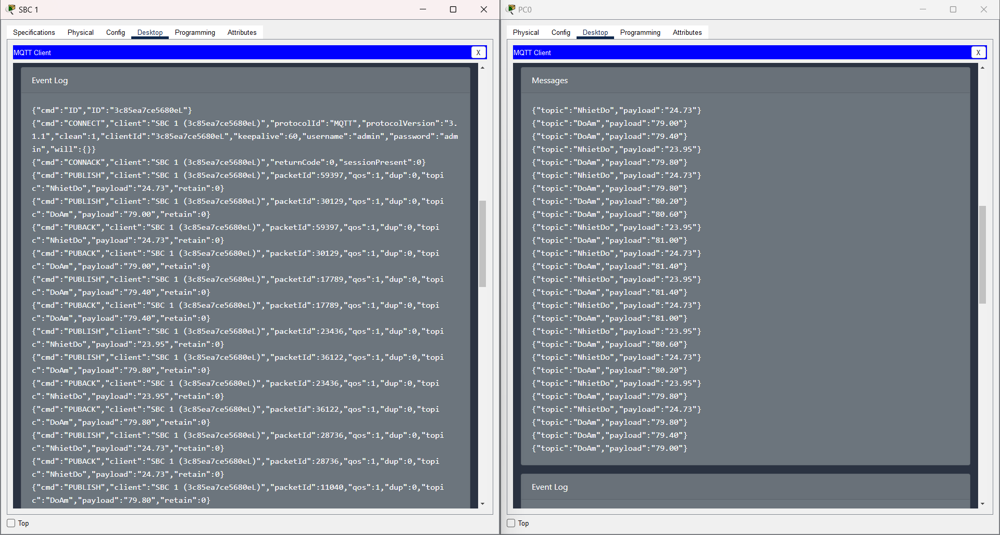 SBC 1
Specifications Physical Config Desktop Programming Attributes
MQTT Client X
Event Log
{"cmd":"ID","ID":"3c85ea7ce5680eL"}
{"cmd":"CONNECT","client":"SBC 1 (3c85ea7ce5680eL)","protocolId":"MQTT","protocolVersion":"3.
1.1","clean":1,"clientId":"3c85ea7ce5680eL","keepalive":60,"username":"admin","password":"adm
in","will":{}}
{"cmd":"CONNACK","client":"SBC 1 (3c85ea7ce5680eL)","returnCode":0,"sessionPresent":0}
{"cmd":"PUBLISH","client":"SBC 1 (3c85ea7ce5680eL)","packetId":59397,"qos":1,"dup":0,"topi
c":"NhietDo","payload":"24.73","retain":0}
{"cmd":"PUBLISH","client":"SBC 1 (3c85ea7ce5680eL)","packetId":30129,"qos":1,"dup":0,"topi
c":"DoAm","payload":"79.00","retain":0}
{"cmd":"PUBACK","client":"SBC 1 (3c85ea7ce5680eL)","packetId":59397,"qos":1,"dup":0,"topi
c":"NhietDo","payload":"24.73","retain":0}
{"cmd":"PUBACK","client":"SBC 1 (3c85ea7ce5680eL)","packetId":30129,"qos":1,"dup":0,"topi
c":"DoAm","payload":"79.00","retain":0}
{"cmd":"PUBLISH","client":"SBC 1 (3c85ea7ce5680eL)","packetId":17789,"qos":1,"dup":0,"topi
c":"DoAm","payload":"79.40","retain":0}
{"cmd":"PUBACK","client":"SBC 1 (3c85ea7ce5680eL)","packetId":17789,"qos":1,"dup":0,"topi
c":"DoAm","payload":"79.40","retain":0}
{"cmd":"PUBLISH","client":"SBC 1 (3c85ea7ce5680eL)","packetId":23436,"qos":1,"dup":0,"topi
c":"NhietDo","payload":"23.95","retain":0}
{"cmd":"PUBLISH","client":"SBC 1 (3c85ea7ce5680eL)","packetId":36122,"qos":1,"dup":0,"topi
c":"DoAm","payload":"79.80","retain":0}
{"cmd":"PUBACK","client":"SBC 1 (3c85ea7ce5680eL)","packetId":23436,"qos":1,"dup":0,"topi
c":"NhietDo","payload":"23.95","retain":0}
{"cmd":"PUBACK","client":"SBC 1 (3c85ea7ce5680eL)","packetId":36122,"qos":1,"dup":0,"topi
c":"DoAm","payload":"79.80","retain":0}
{"cmd":"PUBLISH","client":"SBC 1 (3c85ea7ce5680eL)","packetId":28736,"qos":1,"dup":0,"topi
c":"NhietDo","payload":"24.73","retain":0}
{"cmd":"PUBACK","client":"SBC 1 (3c85ea7ce5680eL)","packetId":28736,"qos":1,"dup":0,"topi
c":"NhietDo","payload":"24.73","retain":0}
{"cmd":"PUBLISH","client":"SBC 1 (3c85ea7ce5680eL)","packetId":11040,"qos":1,"dup":0,"topi
c":"DoAm","payload":"79.80","retain":0}
Top
PC0
Physical Config Desktop Programming Attributes
MQTT Client X
Messages
{"topic":"NhietDo","payload":"24.73"}
{"topic":"DoAm","payload":"79.00"}
{"topic":"DoAm","payload":"79.40"}
{"topic":"NhietDo","payload":"23.95"}
{"topic":"DoAm","payload":"79.80"}
{"topic":"NhietDo","payload":"24.73"}
{"topic":"DoAm","payload":"79.80"}
{"topic":"DoAm","payload":"80.20"}
{"topic":"DoAm","payload":"80.60"}
{"topic":"NhietDo","payload":"23.95"}
{"topic":"DoAm","payload":"81.00"}
{"topic":"NhietDo","payload":"24.73"}
{"topic":"DoAm","payload":"81.40"}
{"topic":"NhietDo","payload":"23.95"}
{"topic":"DoAm","payload":"81.40"}
{"topic":"NhietDo","payload":"24.73"}
{"topic":"DoAm","payload":"81.00"}
{"topic":"NhietDo","payload":"23.95"}
{"topic":"DoAm","payload":"80.60"}
{"topic":"NhietDo","payload":"24.73"}
{"topic":"DoAm","payload":"80.20"}
{"topic":"NhietDo","payload":"23.95"}
{"topic":"DoAm","payload":"79.80"}
{"topic":"NhietDo","payload":"24.73"}
{"topic":"DoAm","payload":"79.80"}
{"topic":"DoAm","payload":"79.40"}
{"topic":"DoAm","payload":"79.00"}
Event Log
Top